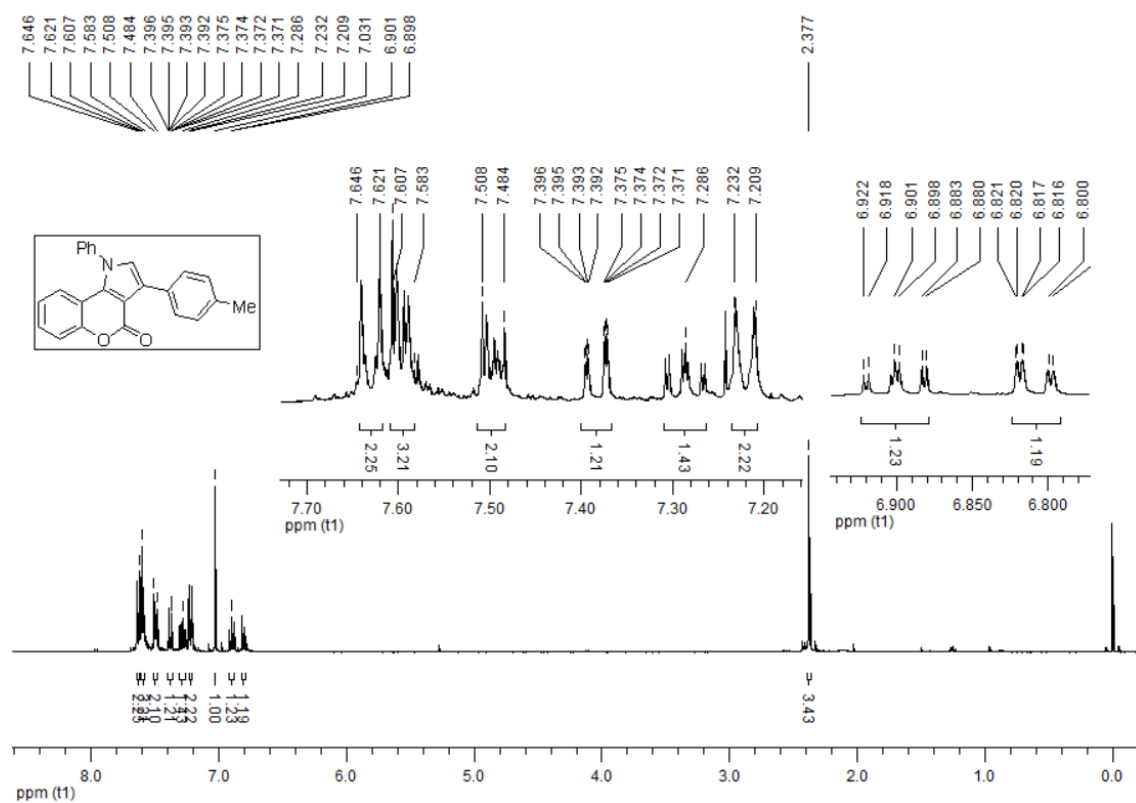 7.646 7.621 7.607 7.583 7.508 7.484 7.396 7.395 7.393 7.392 7.375 7.374 7.372 7.371 7.286 7.232 7.209 7.031 6.901 6.898 2.377
7.646 7.621 7.607 7.583 7.508 7.484 7.396 7.395 7.393 7.392 7.375 7.374 7.372 7.371 7.286 7.232 7.209 6.922 6.918 6.901 6.898 6.883 6.880 6.821 6.820 6.817 6.816 6.800
Ph
N
Me
O O
2.25 3.21 2.10 1.21 1.43 2.22
7.70 7.60 7.50 7.40 7.30 7.20
ppm (t1)
1.23 1.19
6.900 6.850 6.800
ppm (t1)
2.25 3.21 2.10 1.21 1.43 2.22 1.00 1.23 1.19 3.43
8.0 7.0 6.0 5.0 4.0 3.0 2.0 1.0 0.0
ppm (t1)